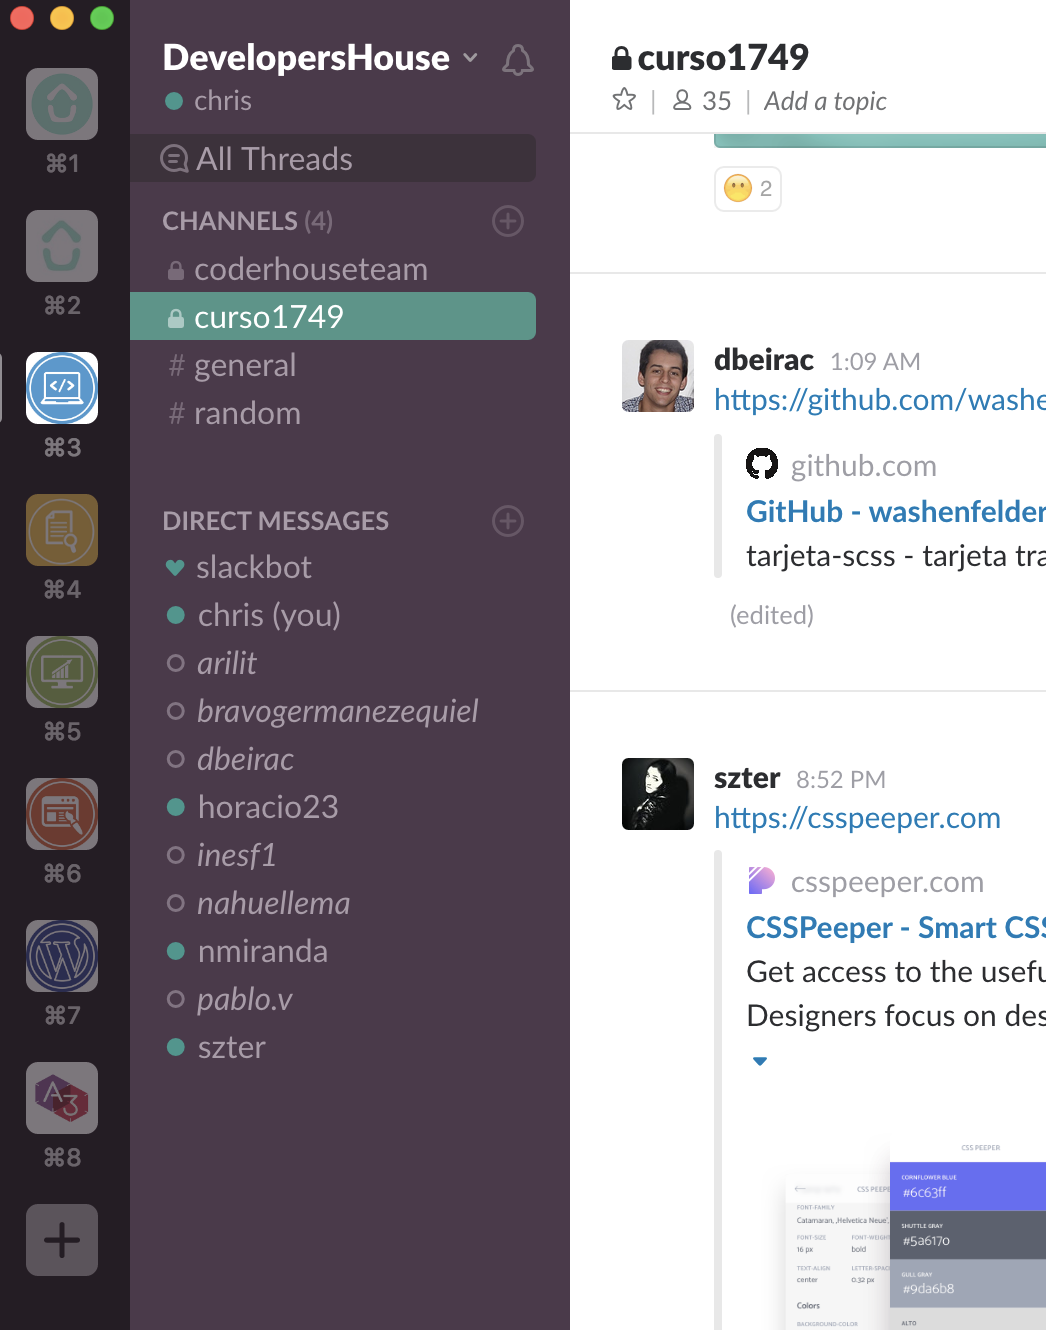 ⌘1
⌘2
⌘3
⌘4
⌘5
⌘6
⌘7
A3
⌘8
DevelopersHouse
chris
All Threads
CHANNELS (4)
coderhouseteam
curso1749
# general
# random
DIRECT MESSAGES
slackbot
chris (you)
arilit
bravogermanezequiel
dbeirac
horacio23
inesf1
nahuellema
nmiranda
pablo.v
szter
curso1749
35 | Add a topic
2
dbeirac 1:09 AM
https://github.com/washe
github.com
GitHub - washenfelder
tarjeta-scss - tarjeta tra
(edited)
szter 8:52 PM
https://csspeeper.com
csspeeper.com
CSSPeeper - Smart CSS
Get access to the usefu
Designers focus on des
CSS PEEPER
CSS PEEPE
FONT-FAMILY
Catamaran, ,Helvetica Neue',
FONT-SIZE FONT-WEIGH
16 px bold
TEXT-ALIGN LETTER-SPAC
center 0.32 px
Colors
BACKGROUND-COLOR
CORNFLOWER BLUE
#6c63ff
SHUTTLE GRAY
#5a6170
GULL GRAY
#9da6b8
ALTO